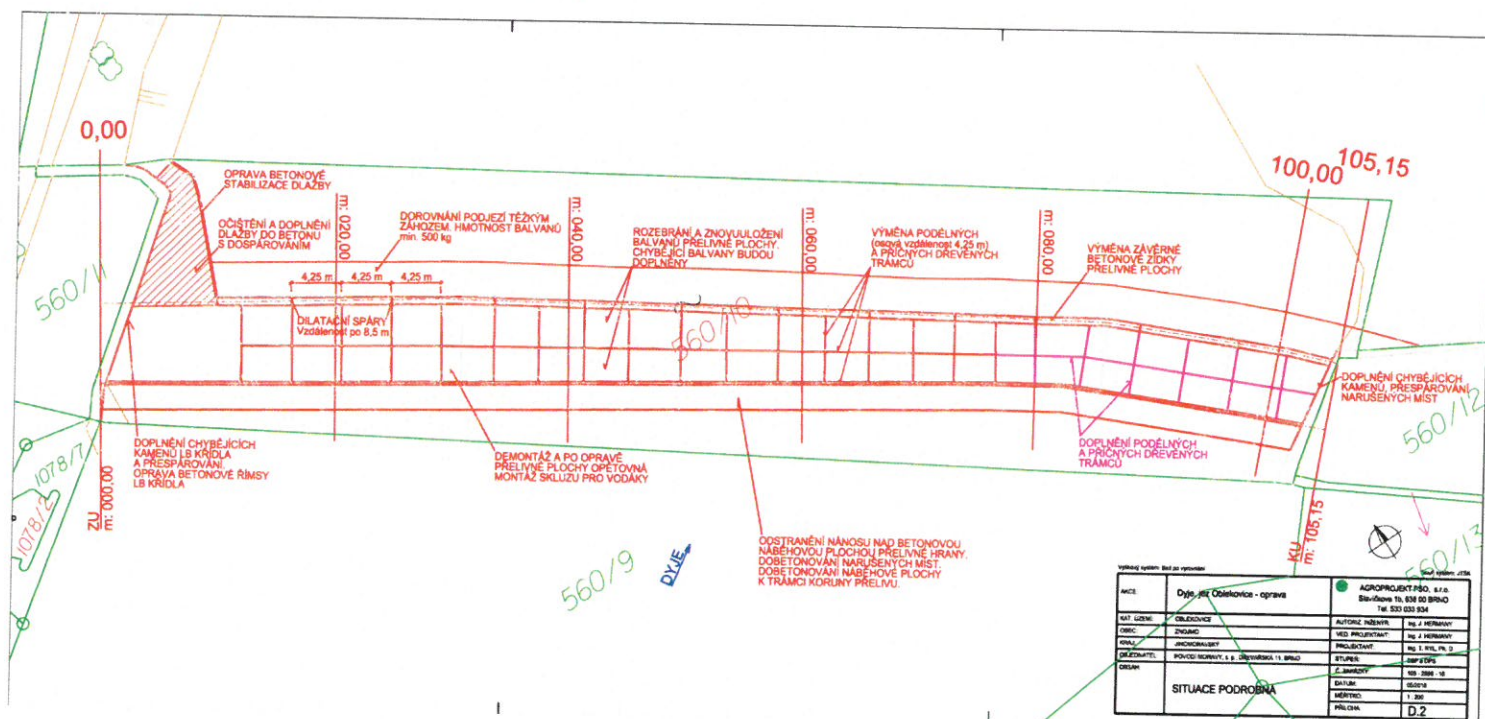 0,00
100,00
105,15
OPRAVA BETONOVÉ
STABILIZACE DLAŽBY
OČIŠTĚNÍ A DOPLNĚNÍ
DLAŽBY DO BETONU
S DOSPÁROVÁNÍM
m: 020,00
DOROVNÁNÍ PODJEZÍ TĚŽKÝM
ZÁHOZEM. HMOTNOST BALVANŮ
min. 500 kg
4,25 m
4,25 m
4,25 m
DILATAČNÍ SPÁRY
Vzdálenost po 8,5 m
m: 040,00
ROZEBRÁNÍ A ZNOVUULOŽENÍ
BALVANŮ PŘELIVNÉ PLOCHY.
CHYBĚJÍCÍ BALVANY BUDOU
DOPLNĚNY
m: 060,00
VÝMĚNA PODÉLNÝCH
(osová vzdálenost 4,25 m)
A PŘÍČNÝCH DŘEVĚNÝCH
TRÁMCŮ
m: 080,00
VÝMĚNA ZÁVĚRNÉ
BETONOVÉ ZÍDKY
PŘELIVNÉ PLOCHY
560/11
560/10
DOPLNĚNÍ CHYBĚJÍCÍCH
KAMENŮ, PŘESPÁROVÁNÍ
NARUŠENÝCH MÍST
560/12
1078/7
1078/2
ZU
m: 000,00
DOPLNĚNÍ CHYBĚJÍCÍCH
KAMENŮ LB KŘÍDLA
A PŘESPÁROVÁNÍ.
OPRAVA BETONOVÉ ŘÍMSY
LB KŘÍDLA
DEMONTÁŽ A PO OPRAVĚ
PŘELIVNÉ PLOCHY OPĚTOVNÁ
MONTÁŽ SKLUZU PRO VODÁKY
DOPLNĚNÍ PODÉLNÝCH
A PŘÍČNÝCH DŘEVĚNÝCH
TRÁMCŮ
ODSTRANĚNÍ NÁNOSU NAD BETONOVOU
NÁBĚHOVOU PLOCHOU PŘELIVNÉ HRANY.
DOBETONOVÁNÍ NARUŠENÝCH MÍST.
DOBETONOVÁNÍ NÁBĚHOVÉ PLOCHY
K TRÁMCI KORUNY PŘELIVU.
560/9
DYJE
KU
m: 105,15
560/13
Výškový systém: Balt po vyrovnání
AKCE
Dyje, jez Oblekovice - oprava
AGROPROJEKT PSO, s.r.o.
Slavíčkova 1b, 638 00 BRNO
Tel. 533 033 934
KAT. ÚZEMÍ: OBLEKOVICE
AUTORIZ. INŽENÝR: Ing. J. HERMANY
OBEC: ZNOJMO
VED. PROJEKTANT: Ing. J. HERMANY
KRAJ: JIHOMORAVSKÝ
PROJEKTANT:
OBJEDNATEL: POVODÍ MORAVY, s. p. DŘEVAŘSKÁ 11, BRNO
STUPEŇ:
OBSAH:
SITUACE PODROBNÁ
DATUM:
MĚŘÍTKO: 1 : 200
PŘÍLOHA: D.2